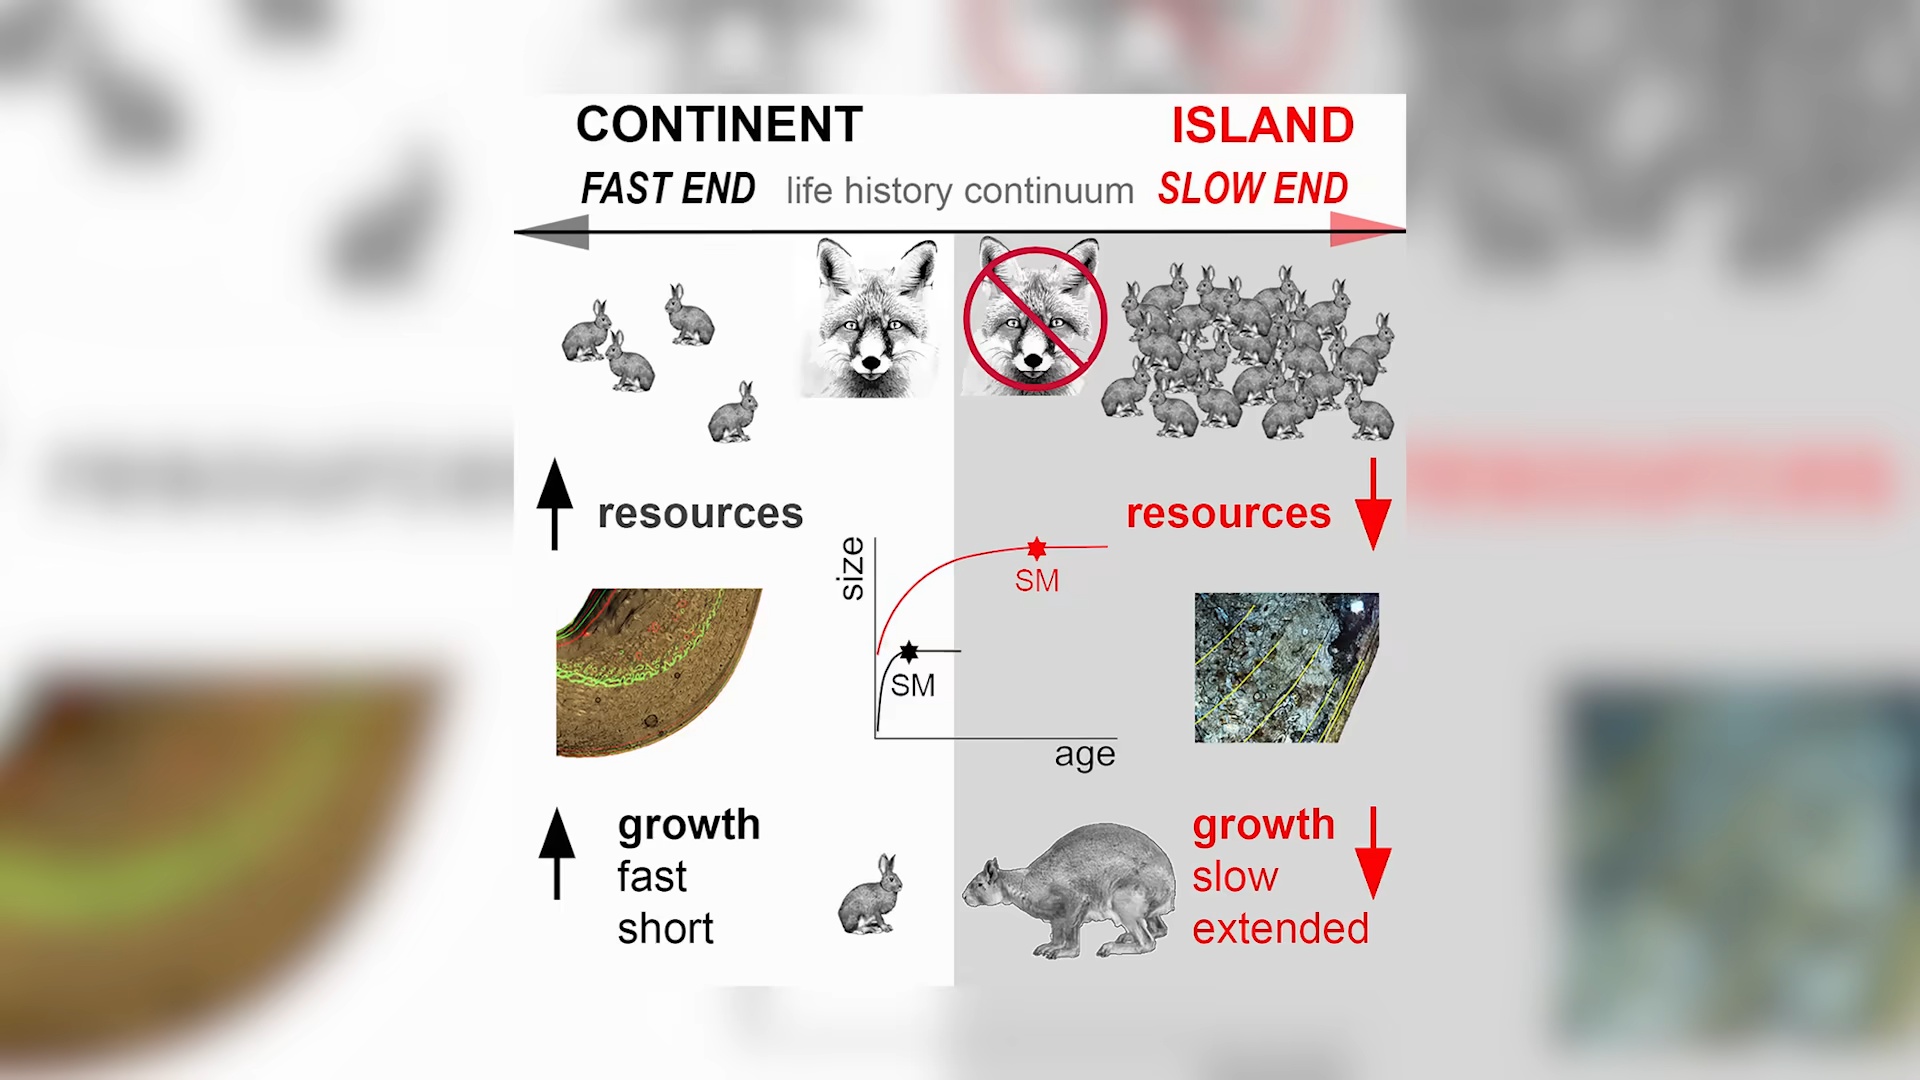 CONTINENT
ISLAND
FAST END life history continuum SLOW END
resources
resources
size
SM
SM
age
growth
fast
short
growth
slow
extended